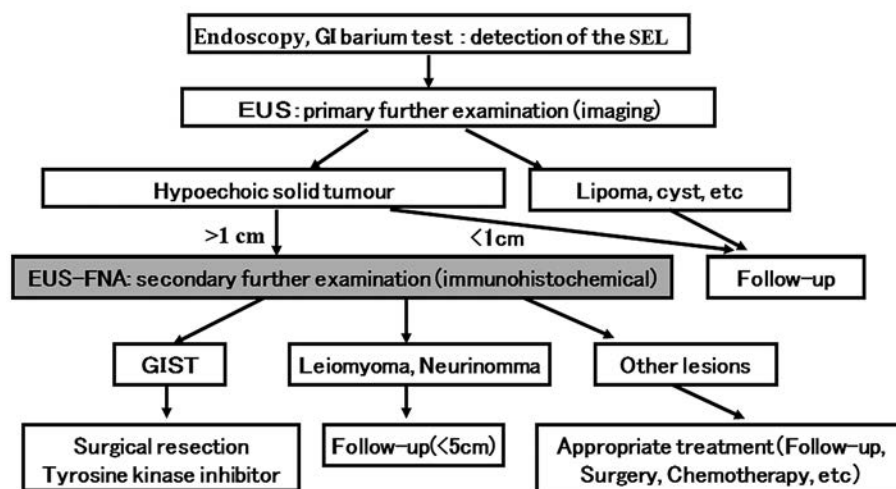 Endoscopy, GI barium test : detection of the SEL
EUS: primary further examination (imaging)
Hypoechoic solid tumour
Lipoma, cyst, etc
>1 cm
<1cm
EUS-FNA: secondary further examination (immunohistochemical)
Follow-up
GIST
Leiomyoma, Neurinomma
Other lesions
Surgical resection
Tyrosine kinase inhibitor
Follow-up(<5cm)
Appropriate treatment (Follow-up,
Surgery, Chemotherapy, etc)